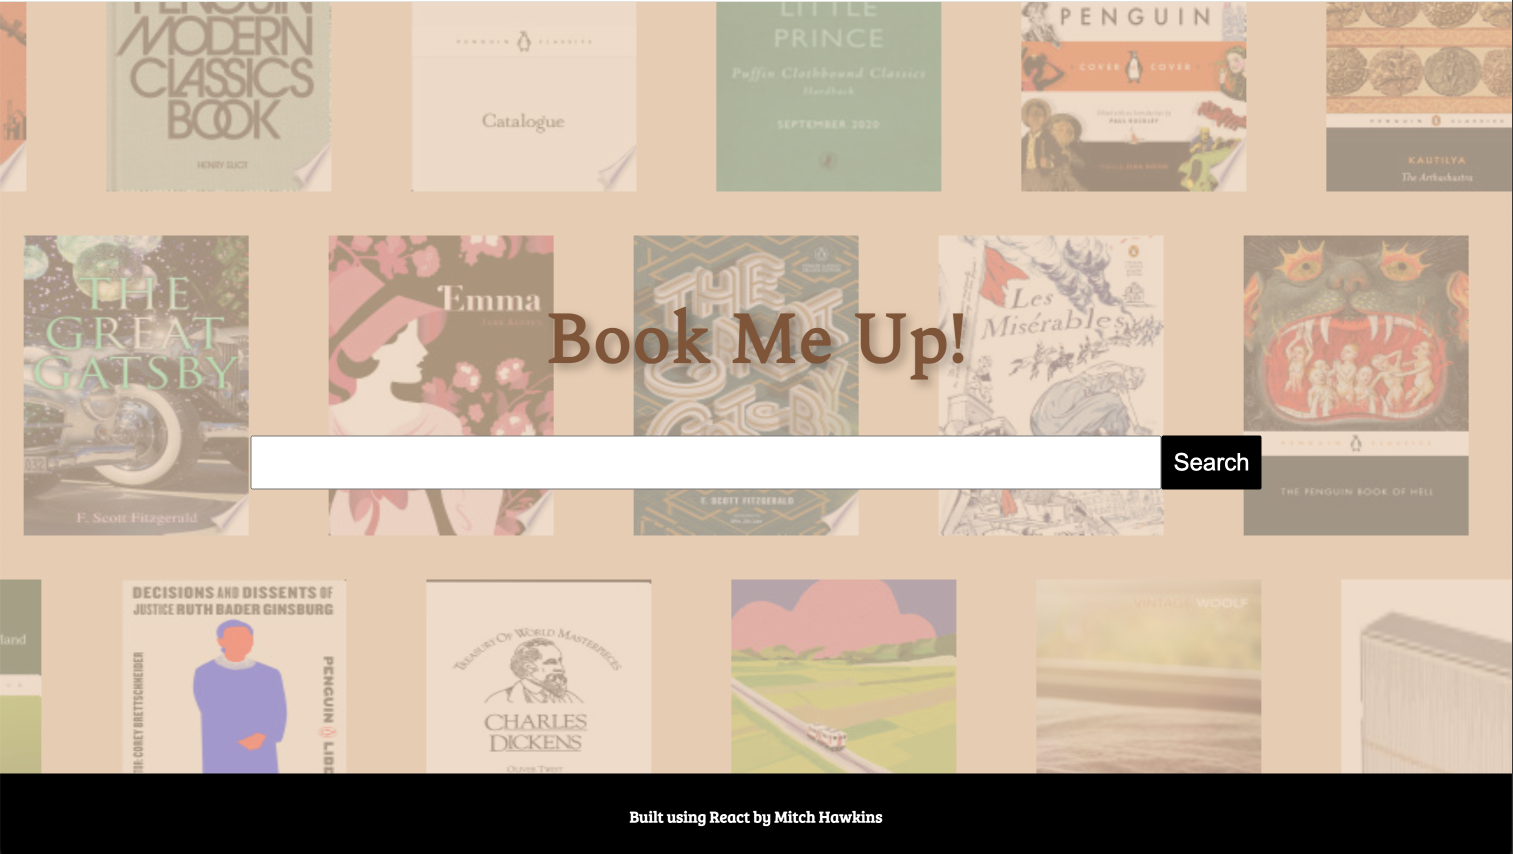 PENGUIN
MODERN
CLASSICS
BOOK
HENRY ELIOT
PENGUIN CLASSICS
Catalogue
LITTLE
PRINCE
Puffin Clothbound Classics
Hardback
SEPTEMBER 2020
PENGUIN
COVER COVER
PAUL BUCKLEY
PENGUIN CLASSICS
KAUTILYA
The Arthashastra
THE
GREAT
GATSBY
F. Scott Fitzgerald
Emma
JANE AUSTEN
THE
GREAT
GATSBY
F. SCOTT FITZGERALD
Les
Misérables
PENGUIN CLASSICS
THE PENGUIN BOOK OF HELL
Book Me Up!
Search
land
DECISIONS AND DISSENTS OF
JUSTICE RUTH BADER GINSBURG
COREY BRETTSCHNEIDER
PENGUIN LIBE
TREASURY OF WORLD MASTERPIECES
CHARLES
DICKENS
OLIVER TWIST
VINTAGE WOOLF
Built using React by Mitch Hawkins